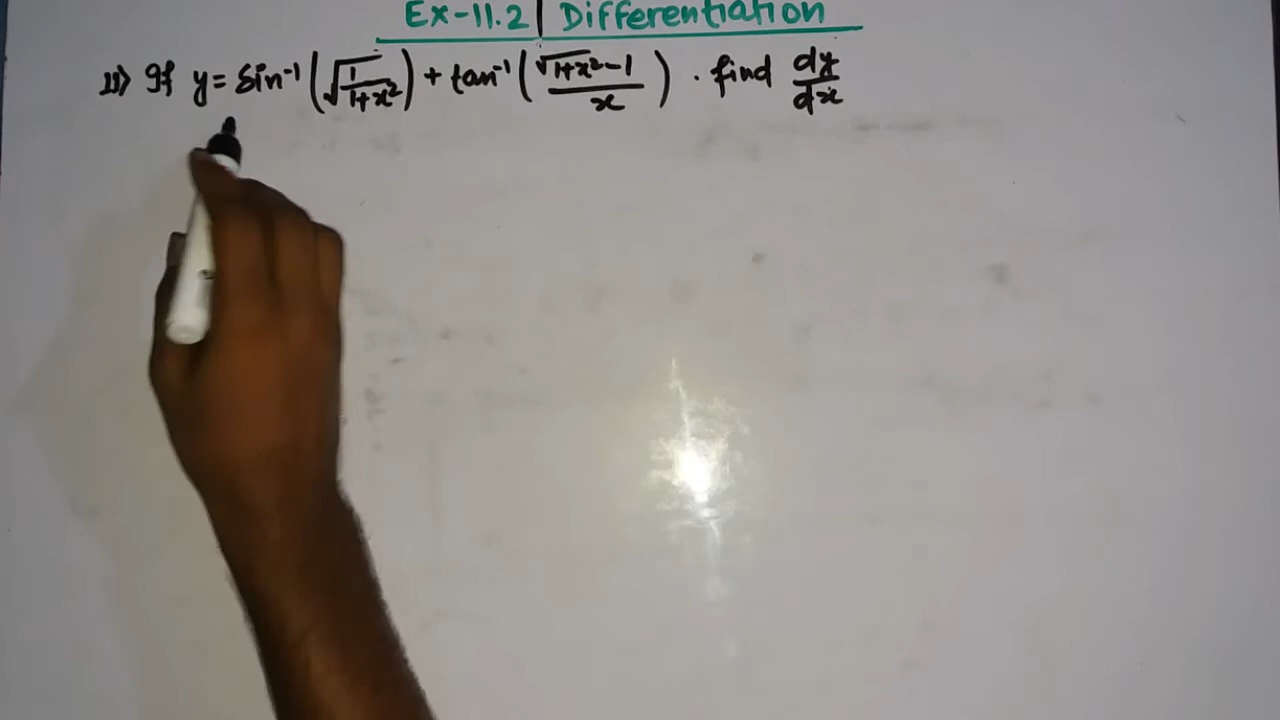 Ex-11.2 | Differentiation
11) If y = sin⁻¹(√(1/(1+x²))) + tan⁻¹((√(1+x²)-1)/x) . find dy/dx